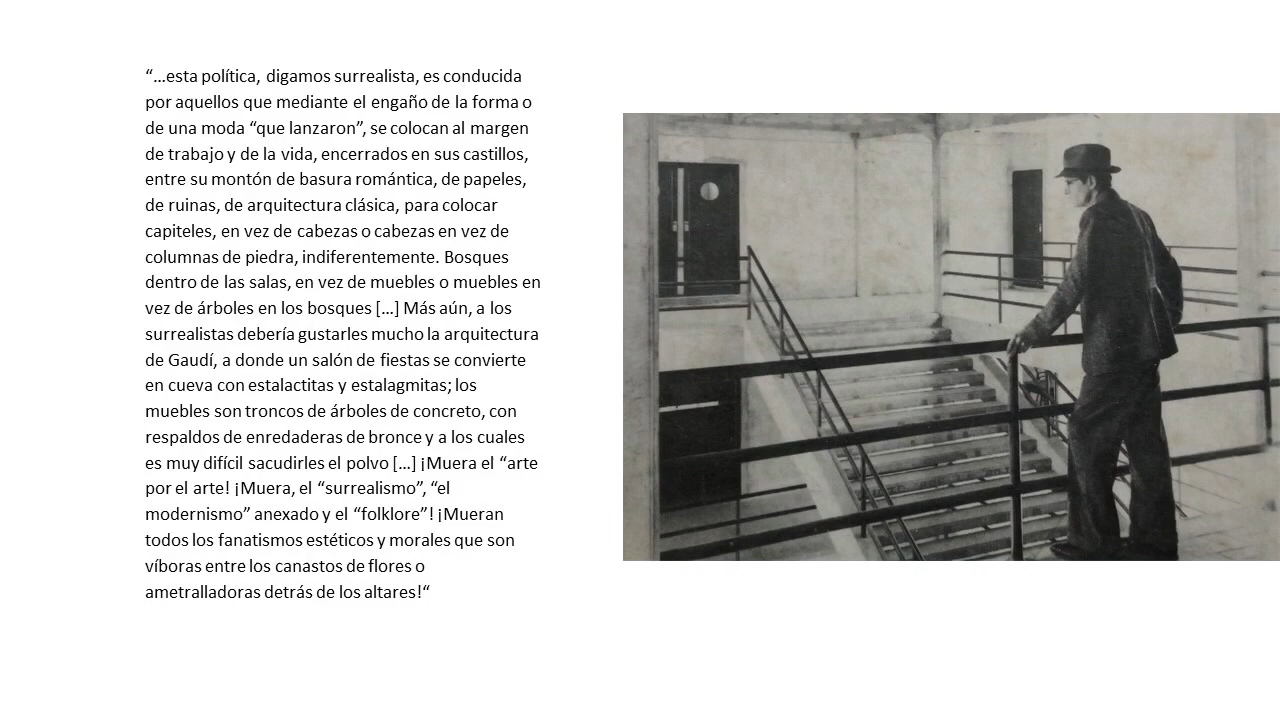 “…esta política, digamos surrealista, es conducida
por aquellos que mediante el engaño de la forma o
de una moda “que lanzaron”, se colocan al margen
de trabajo y de la vida, encerrados en sus castillos,
entre su montón de basura romántica, de papeles,
de ruinas, de arquitectura clásica, para colocar
capiteles, en vez de cabezas o cabezas en vez de
columnas de piedra, indiferentemente. Bosques
dentro de las salas, en vez de muebles o muebles en
vez de árboles en los bosques […] Más aún, a los
surrealistas debería gustarles mucho la arquitectura
de Gaudí, a donde un salón de fiestas se convierte
en cueva con estalactitas y estalagmitas; los
muebles son troncos de árboles de concreto, con
respaldos de enredaderas de bronce y a los cuales
es muy difícil sacudirles el polvo […] ¡Muera el “arte
por el arte! ¡Muera, el “surrealismo”, “el
modernismo” anexado y el “folklore”! ¡Mueran
todos los fanatismos estéticos y morales que son
víboras entre los canastos de flores o
ametralladoras detrás de los altares!“